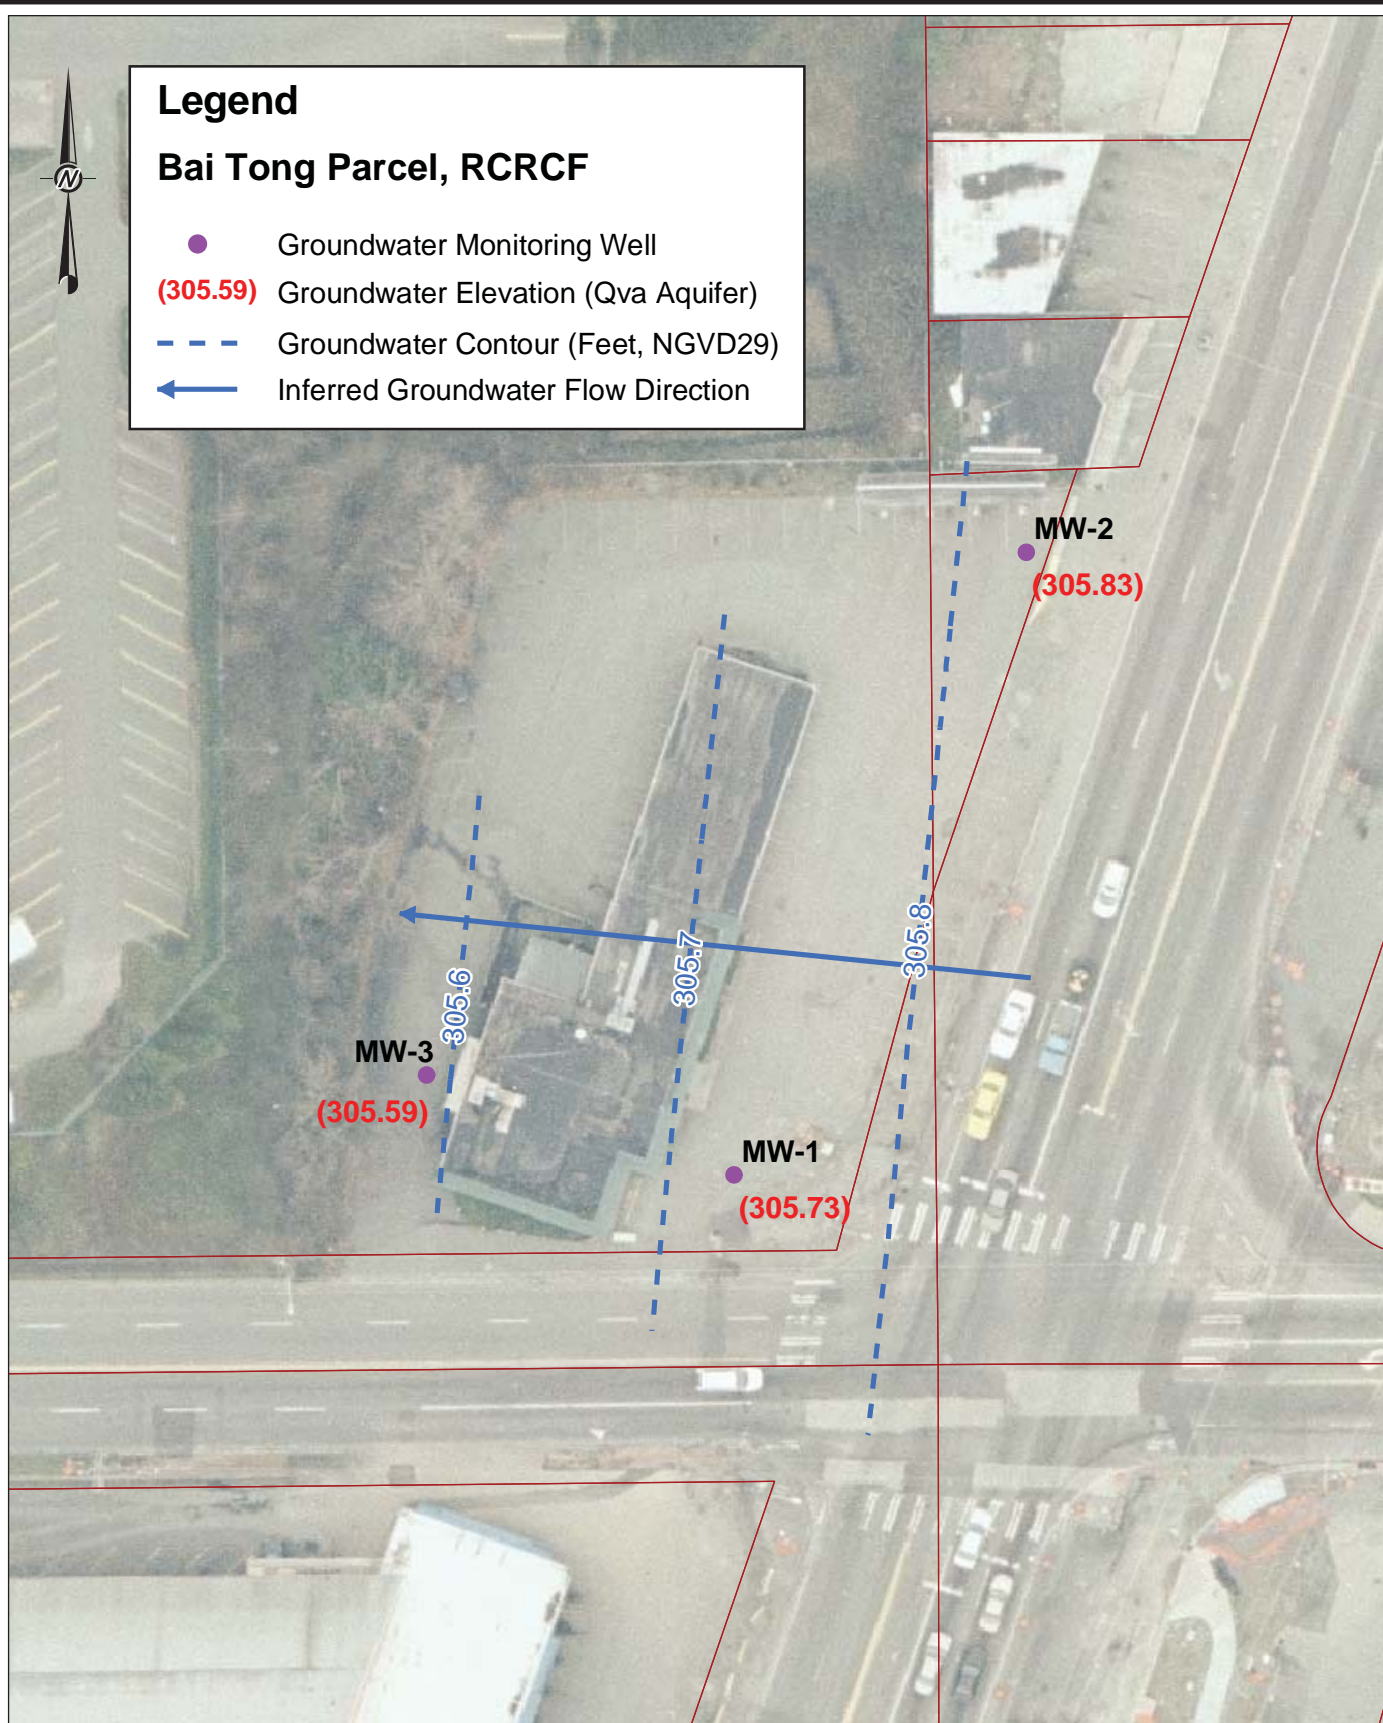 Legend
Bai Tong Parcel, RCRCF
Groundwater Monitoring Well
(305.59) Groundwater Elevation (Qva Aquifer)
Groundwater Contour (Feet, NGVD29)
Inferred Groundwater Flow Direction
N
MW-2
(305.83)
305.8
305.7
305.6
MW-3
(305.59)
MW-1
(305.73)